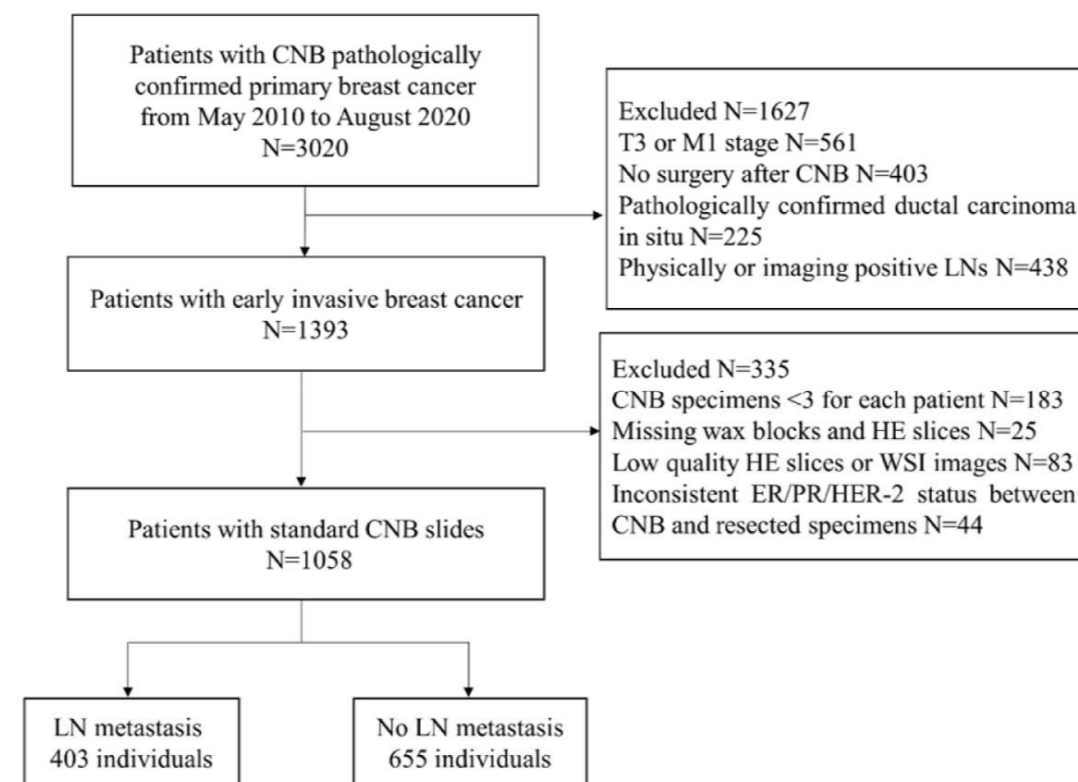 Patients with CNB pathologically
confirmed primary breast cancer
from May 2010 to August 2020
N=3020
Excluded N=1627
T3 or M1 stage N=561
No surgery after CNB N=403
Pathologically confirmed ductal carcinoma
in situ N=225
Physically or imaging positive LNs N=438
Patients with early invasive breast cancer
N=1393
Excluded N=335
CNB specimens <3 for each patient N=183
Missing wax blocks and HE slices N=25
Low quality HE slices or WSI images N=83
Inconsistent ER/PR/HER-2 status between
CNB and resected specimens N=44
Patients with standard CNB slides
N=1058
LN metastasis
403 individuals
No LN metastasis
655 individuals